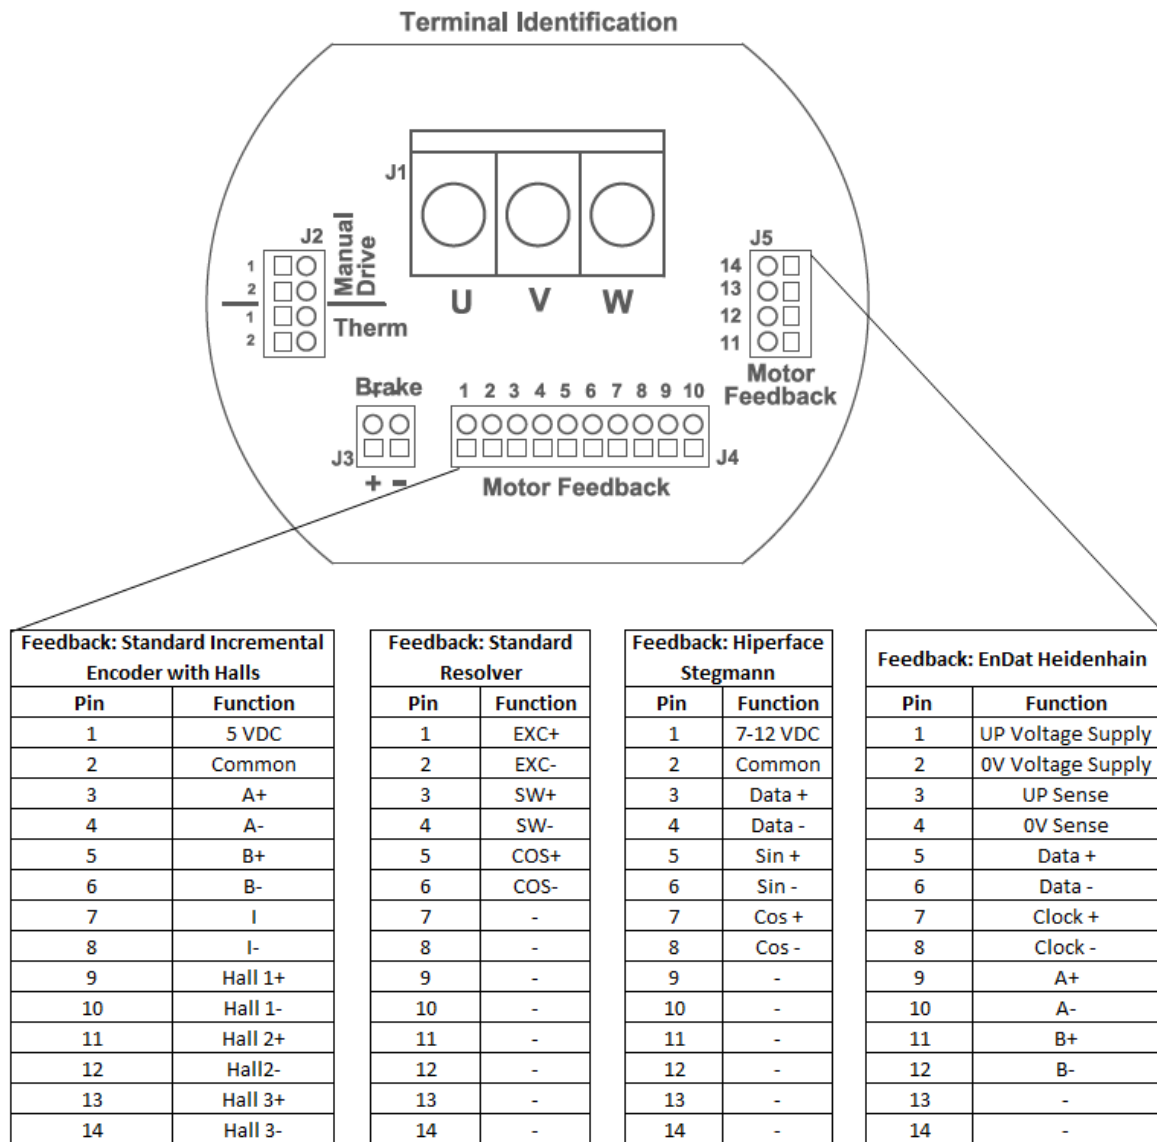 Terminal Identification
J1
U V W
J2
Manual
Drive
1
2
1
2
Therm
J5
14
13
12
11
Motor
Feedback
Brake
+ -
J3
+ -
1 2 3 4 5 6 7 8 9 10
J4
Motor Feedback
Feedback: Standard Incremental
Encoder with Halls
Pin Function
1 5 VDC
2 Common
3 A+
4 A-
5 B+
6 B-
7 I
8 I-
9 Hall 1+
10 Hall 1-
11 Hall 2+
12 Hall2-
13 Hall 3+
14 Hall 3-
Feedback: Standard
Resolver
Pin Function
1 EXC+
2 EXC-
3 SW+
4 SW-
5 COS+
6 COS-
7 -
8 -
9 -
10 -
11 -
12 -
13 -
14 -
Feedback: Hiperface
Stegmann
Pin Function
1 7-12 VDC
2 Common
3 Data +
4 Data -
5 Sin +
6 Sin -
7 Cos +
8 Cos -
9 -
10 -
11 -
12 -
13 -
14 -
Feedback: EnDat Heidenhain
Pin Function
1 UP Voltage Supply
2 0V Voltage Supply
3 UP Sense
4 0V Sense
5 Data +
6 Data -
7 Clock +
8 Clock -
9 A+
10 A-
11 B+
12 B-
13 -
14 -